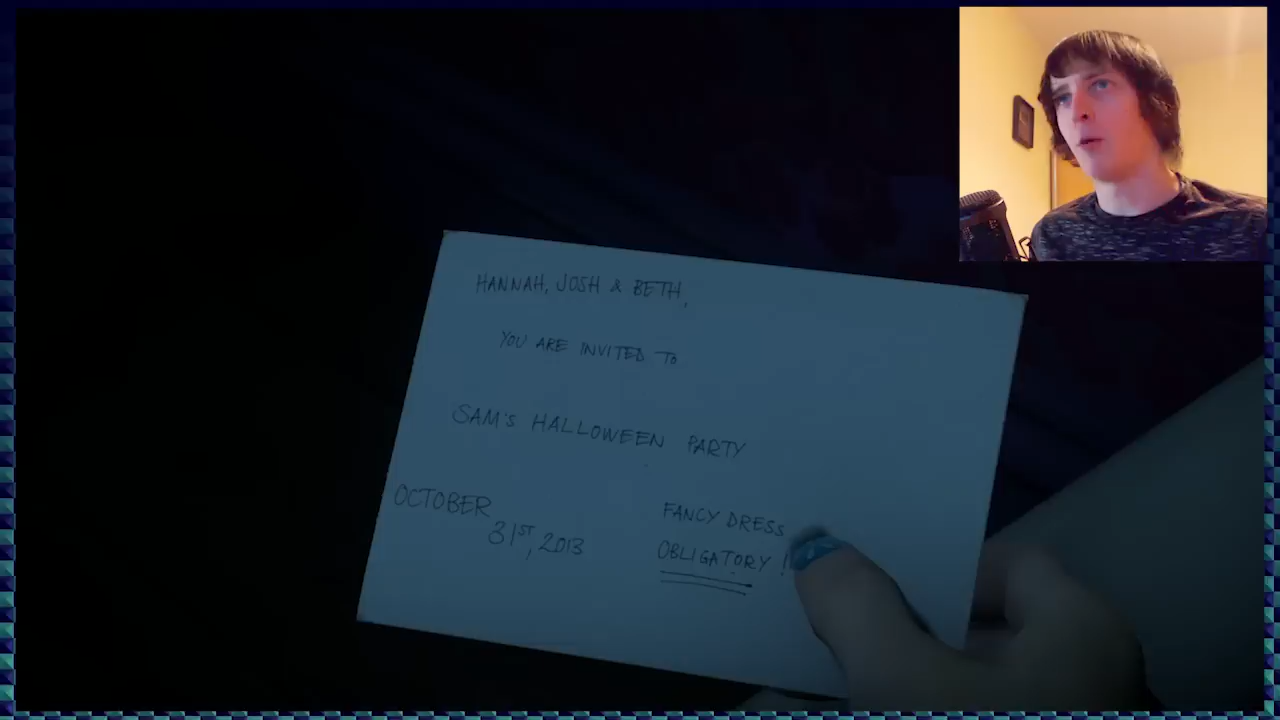 HANNAH, JOSH & BETH,
YOU ARE INVITED TO
SAM'S HALLOWEEN PARTY
OCTOBER
31ST, 2013
FANCY DRESS
OBLIGATORY !